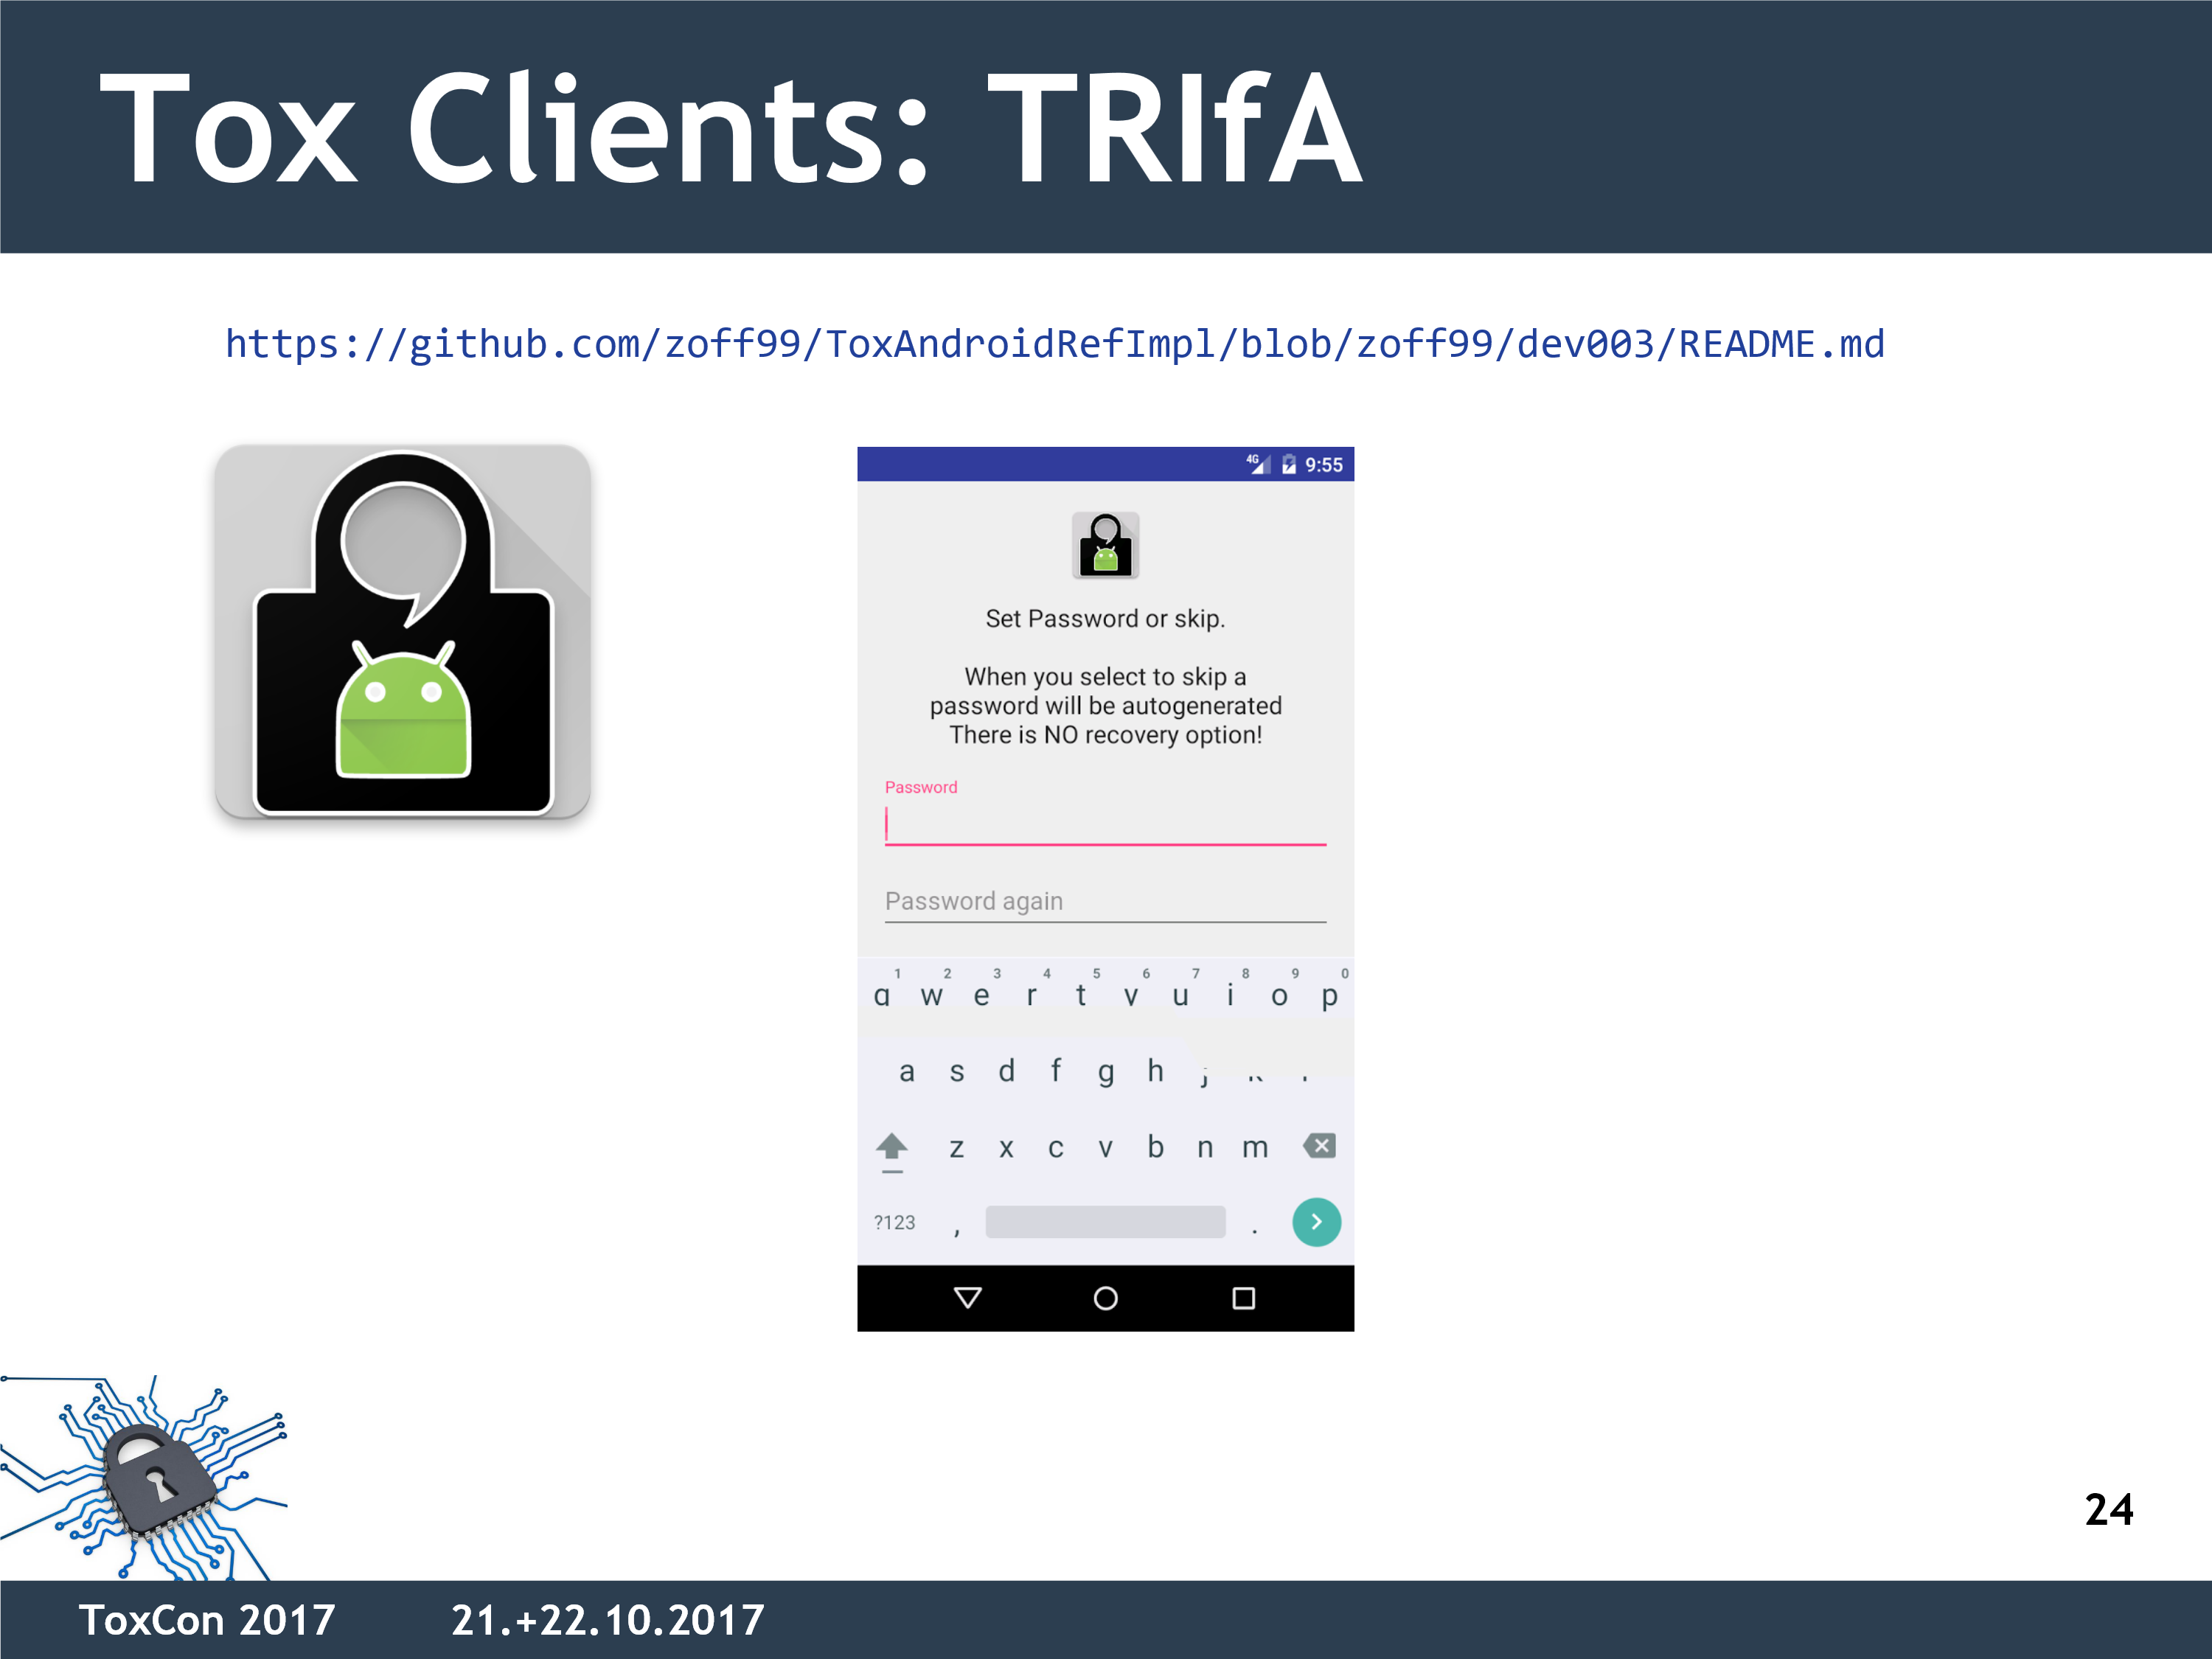 Tox Clients: TRIfA
https://github.com/zoff99/ToxAndroidRefImpl/blob/zoff99/dev003/README.md
4G 9:55
Set Password or skip.
When you select to skip a
password will be autogenerated
There is NO recovery option!
Password
Password again
1 2 3 4 5 6 7 8 9 0
w e r t u i o p
a s d f g h
z x c v b n m
?123 , .
24
ToxCon 2017 21.+22.10.2017